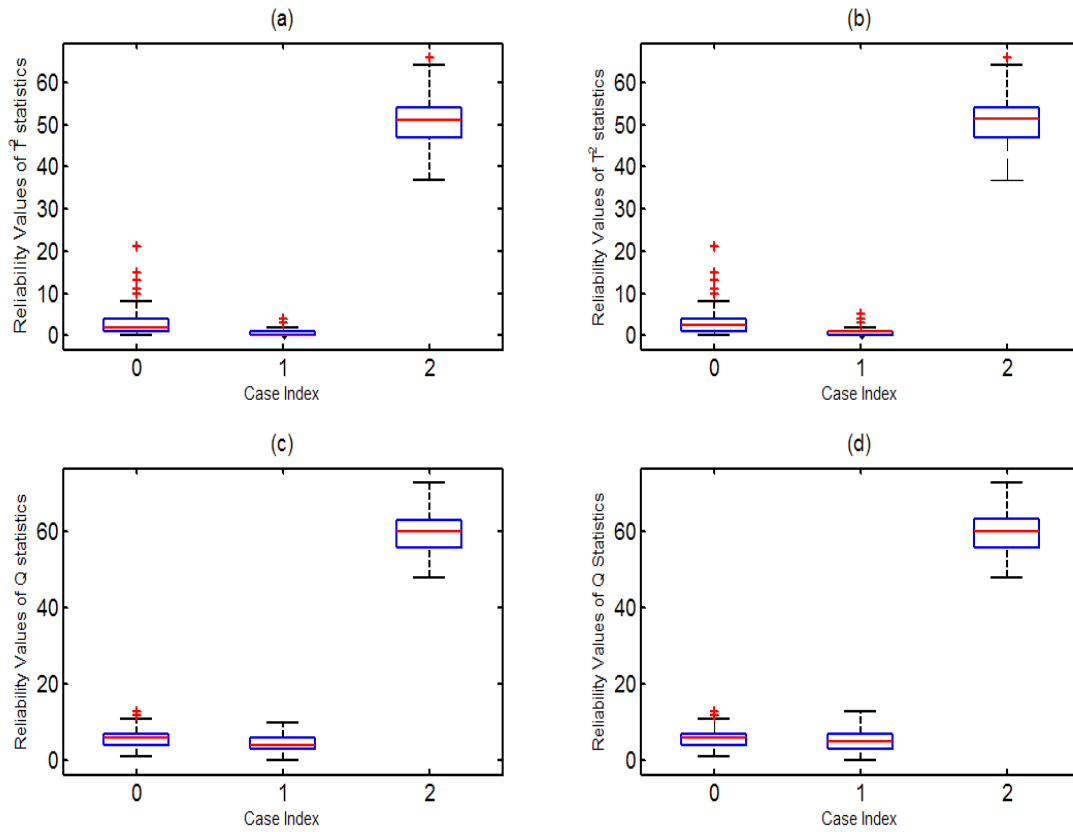 (a)
Reliability Values of T² statistics
60
50
40
30
20
10
0
0 1 2
Case Index
(b)
Reliability Values of T² statistics
60
50
40
30
20
10
0
0 1 2
Case Index
(c)
Reliability Values of Q statistics
60
40
20
0
0 1 2
Case Index
(d)
Reliability Values of Q Statistics
60
40
20
0
0 1 2
Case Index